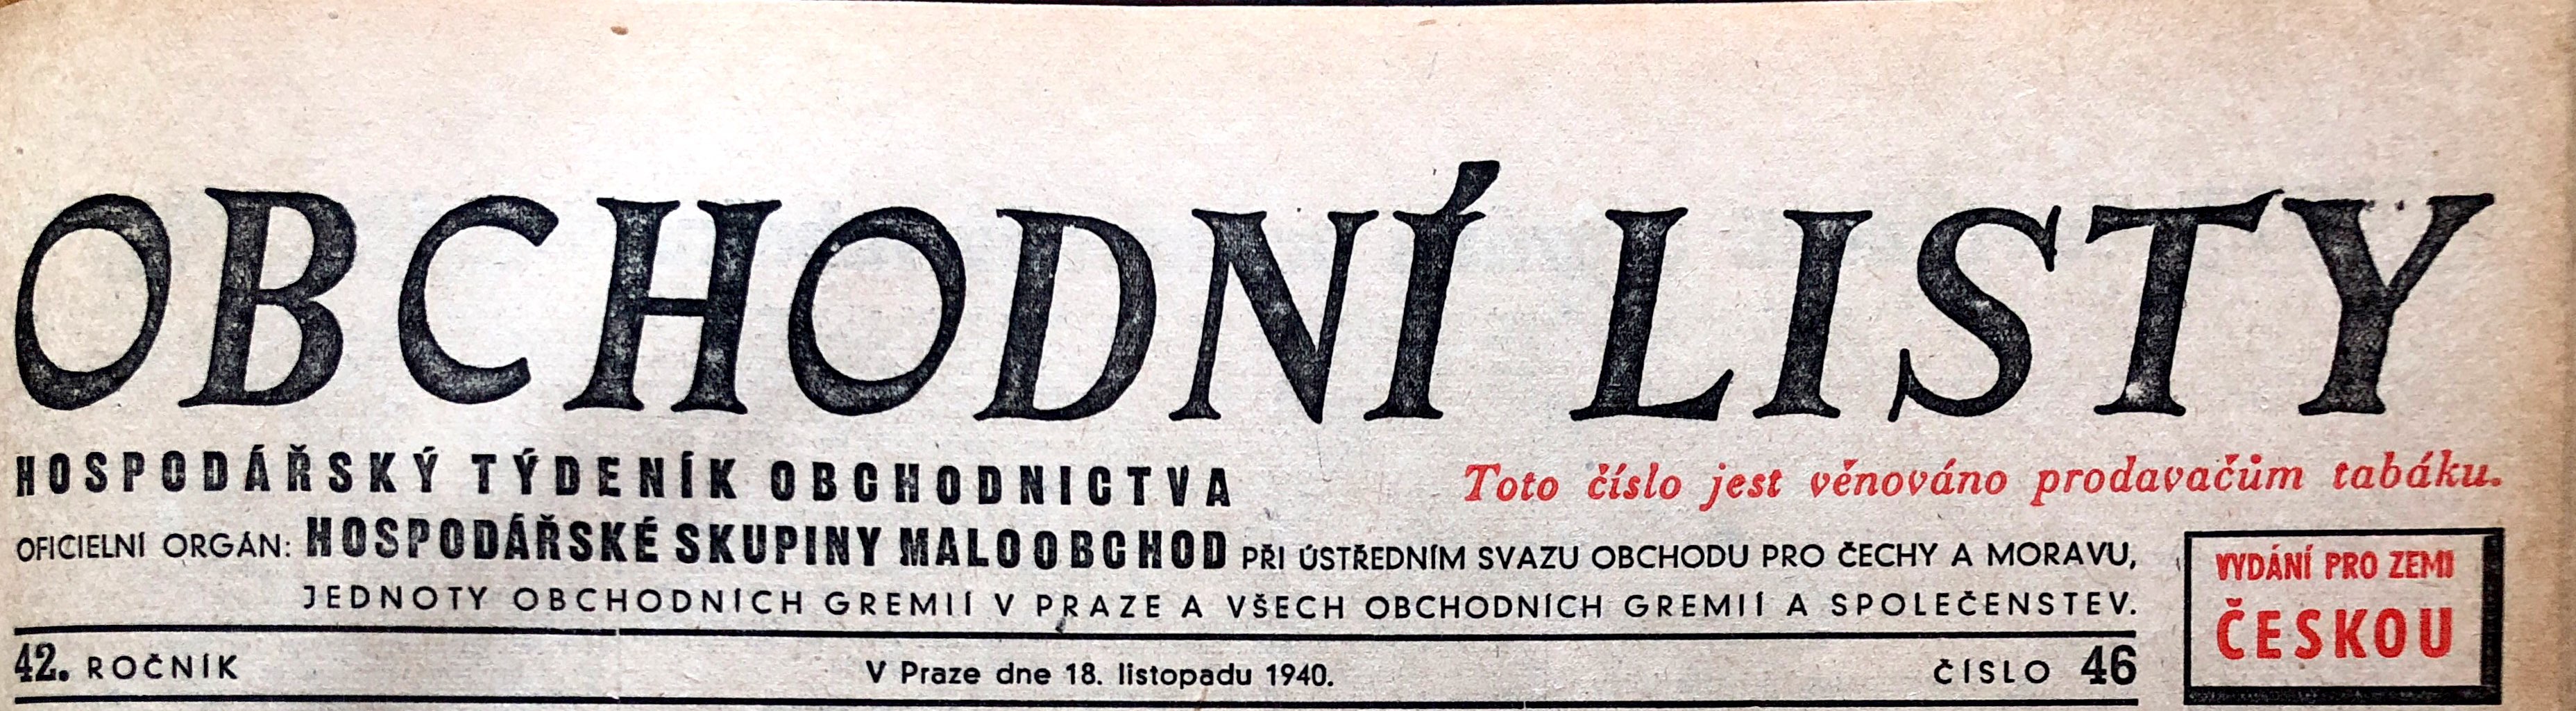 OBCHODNÍ LISTY
HOSPODÁŘSKÝ TÝDENÍK OBCHODNICTVA
Toto číslo jest věnováno prodavačům tabáku.
OFICIELNÍ ORGÁN: HOSPODÁŘSKÉ SKUPINY MALOOBCHOD PŘI ÚSTŘEDNÍM SVAZU OBCHODU PRO ČECHY A MORAVU,
JEDNOTY OBCHODNÍCH GREMIÍ V PRAZE A VŠECH OBCHODNÍCH GREMIÍ A SPOLEČENSTEV.
VYDÁNÍ PRO ZEMI
ČESKOU
42. ROČNÍK V Praze dne 18. listopadu 1940. ČÍSLO 46